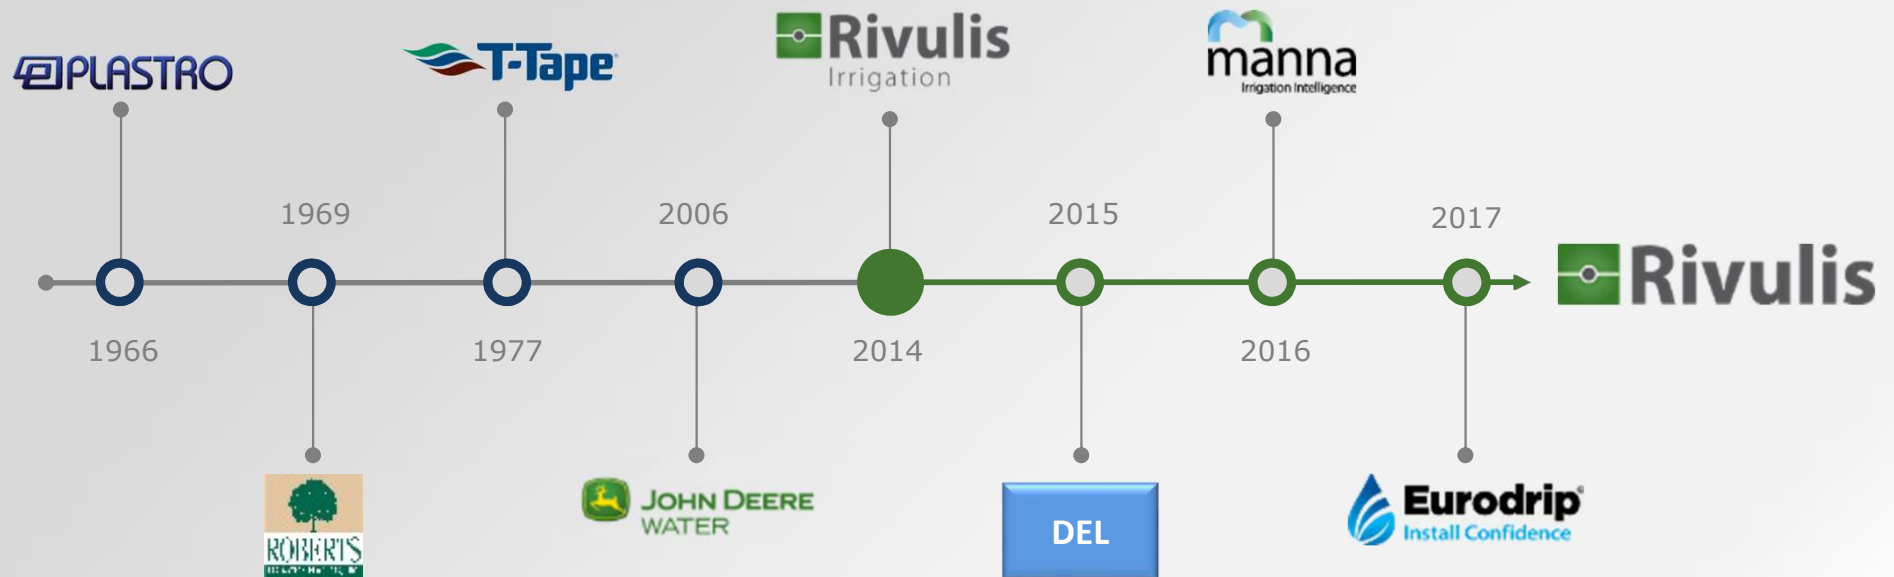 PLASTRO
T-Tape
Rivulis
Irrigation
manna
Irrigation Intelligence
1969
2006
2015
2017
Rivulis
1966
1977
2014
2016
ROBERTS
JOHN DEERE
WATER
DEL
Eurodrip
Install Confidence